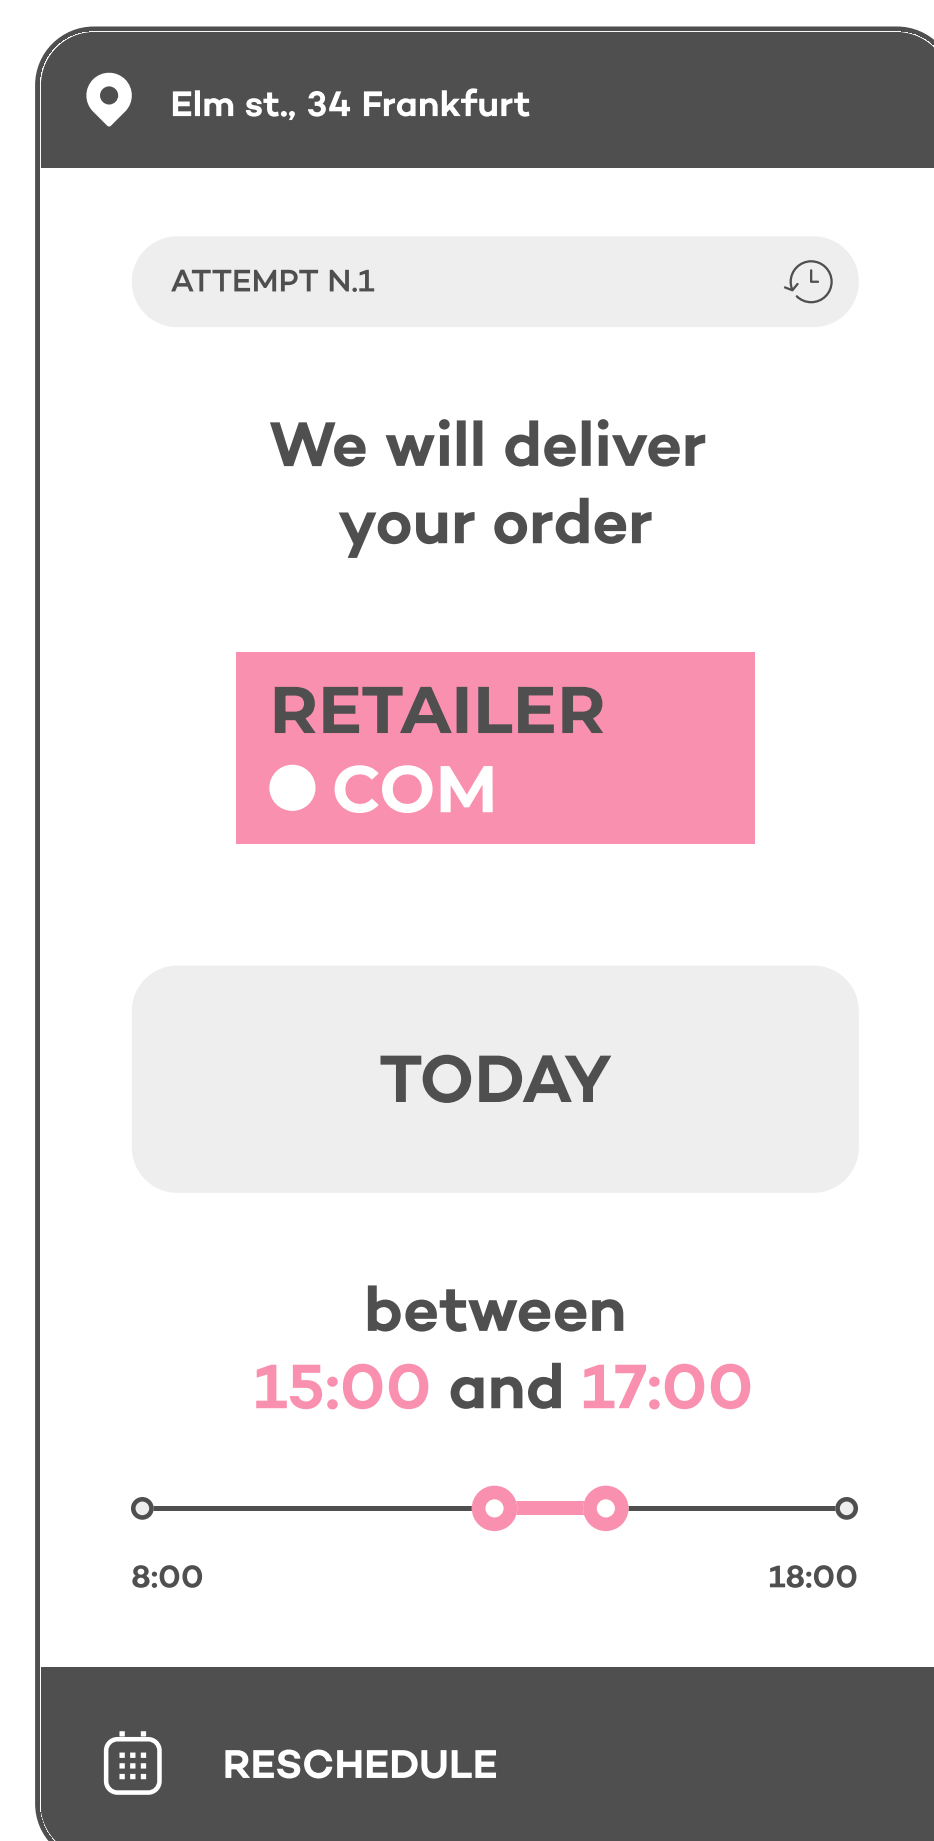 Elm st., 34 Frankfurt
ATTEMPT N.1
We will deliver
your order
RETAILER
● COM
TODAY
between
15:00 and 17:00
8:00 18:00
RESCHEDULE